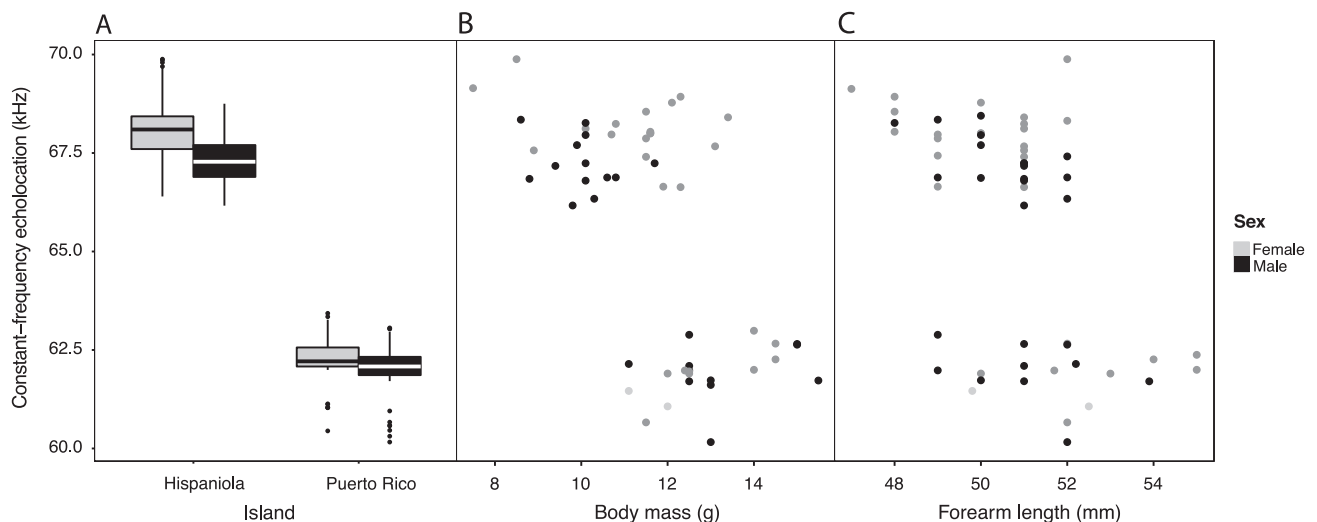 A
B
C
Constant−frequency echolocation (kHz)
70.0
67.5
65.0
62.5
60.0
Hispaniola
Puerto Rico
Island
8
10
12
14
Body mass (g)
48
50
52
54
Forearm length (mm)
Sex
Female
Male